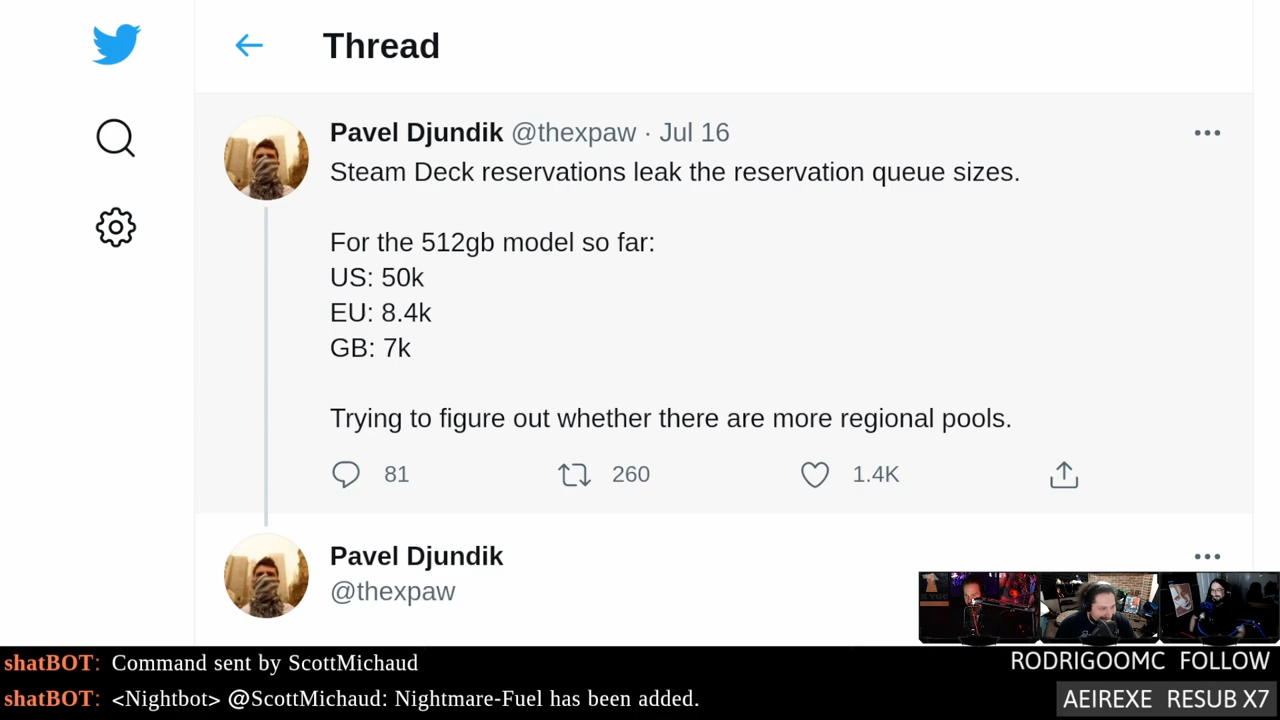 Thread
Pavel Djundik @thexpaw · Jul 16
Steam Deck reservations leak the reservation queue sizes.
For the 512gb model so far:
US: 50k
EU: 8.4k
GB: 7k
Trying to figure out whether there are more regional pools.
81 260 1.4K
Pavel Djundik
@thexpaw
shatBOT: Command sent by ScottMichaud
RODRIGOOMC FOLLOW
shatBOT: <Nightbot> @ScottMichaud: Nightmare-Fuel has been added.
AEIREXE RESUB X7